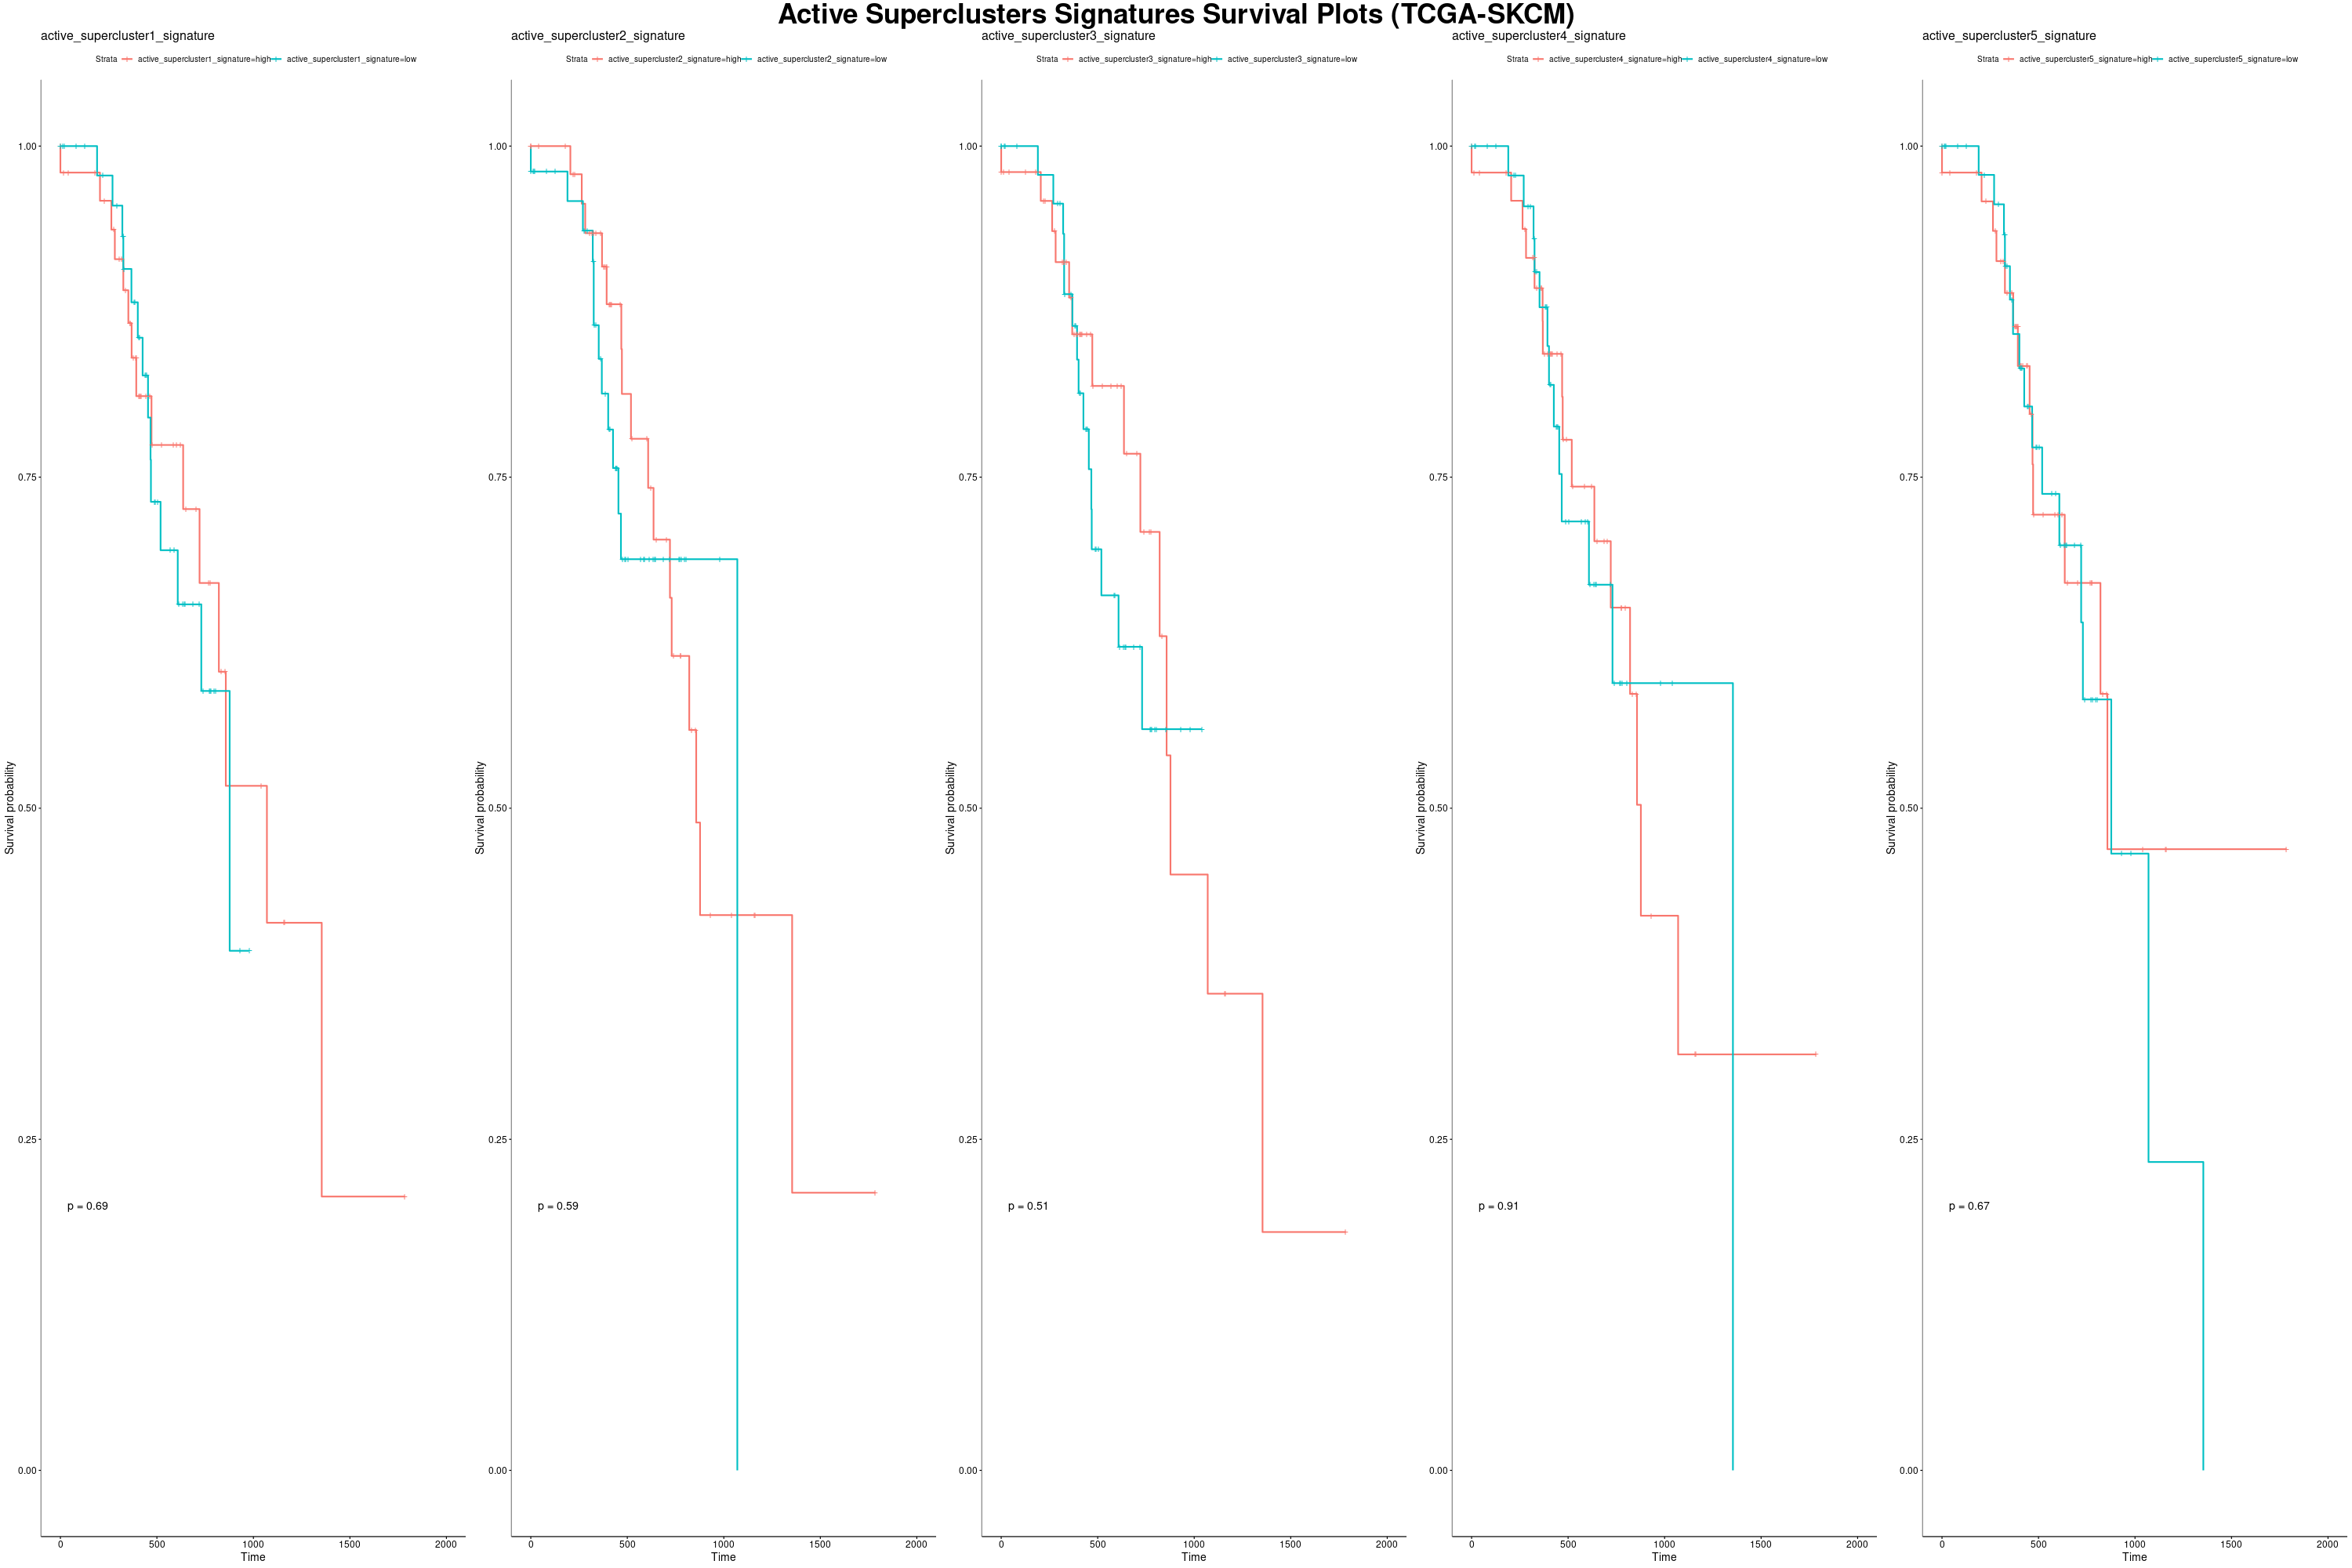 Active Superclusters Signatures Survival Plots (TCGA-SKCM)
active_supercluster1_signature
Strata active_supercluster1_signature=high active_supercluster1_signature=low
Survival probability
1.00
0.75
0.50
0.25
0.00
p = 0.69
0 500 1000 1500 2000
Time
active_supercluster2_signature
Strata active_supercluster2_signature=high active_supercluster2_signature=low
Survival probability
1.00
0.75
0.50
0.25
0.00
p = 0.59
0 500 1000 1500 2000
Time
active_supercluster3_signature
Strata active_supercluster3_signature=high active_supercluster3_signature=low
Survival probability
1.00
0.75
0.50
0.25
0.00
p = 0.51
0 500 1000 1500 2000
Time
active_supercluster4_signature
Strata active_supercluster4_signature=high active_supercluster4_signature=low
Survival probability
1.00
0.75
0.50
0.25
0.00
p = 0.91
0 500 1000 1500 2000
Time
active_supercluster5_signature
Strata active_supercluster5_signature=high active_supercluster5_signature=low
Survival probability
1.00
0.75
0.50
0.25
0.00
p = 0.67
0 500 1000 1500 2000
Time